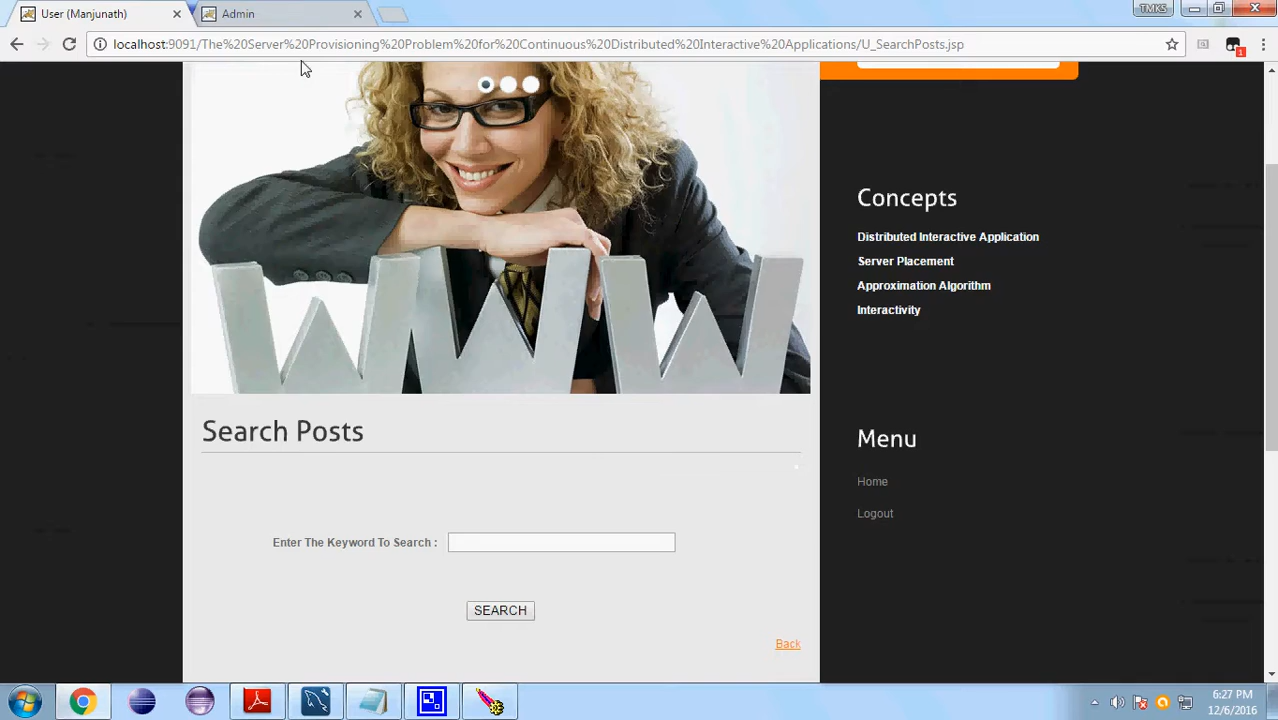 User (Manjunath)
Admin
TMKS
localhost:9091/The%20Server%20Provisioning%20Problem%20for%20Continuous%20Distributed%20Interactive%20Applications/U_SearchPosts.jsp
1
WWW
Concepts
Distributed Interactive Application
Server Placement
Approximation Algorithm
Interactivity
Search Posts
Menu
Home
Logout
Enter The Keyword To Search :
SEARCH
Back
6:27 PM
12/6/2016